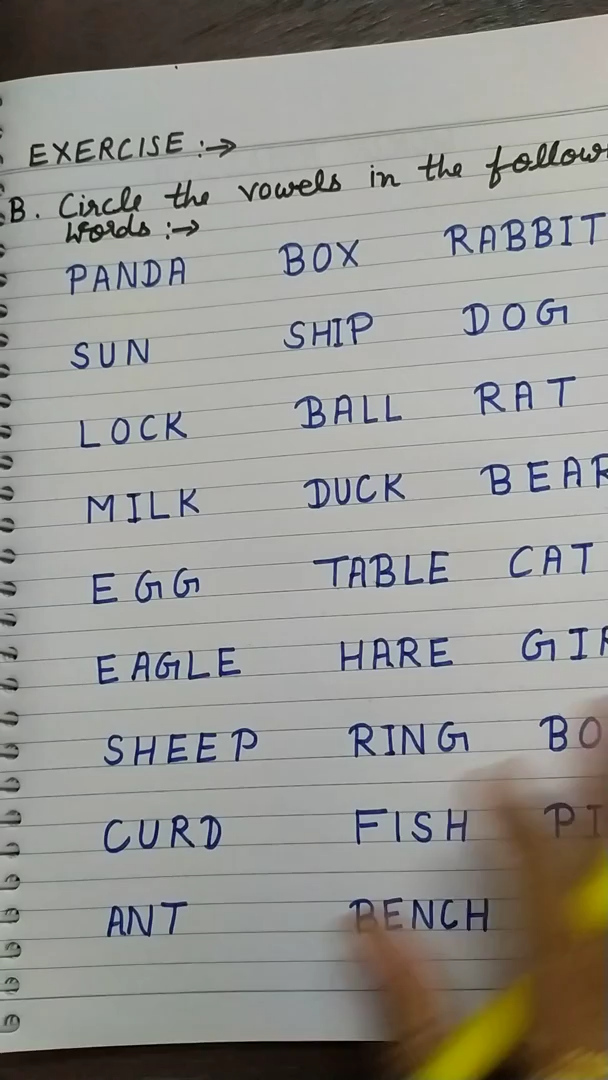 EXERCISE :→
B. Circle the vowels in the
words :→
PANDA BOX RABBIT
SUN SHIP DOG
LOCK BALL RAT
MILK DUCK BEAR
EGG TABLE CAT
EAGLE HARE
SHEEP RING
CURD FISH
ANT BENCH